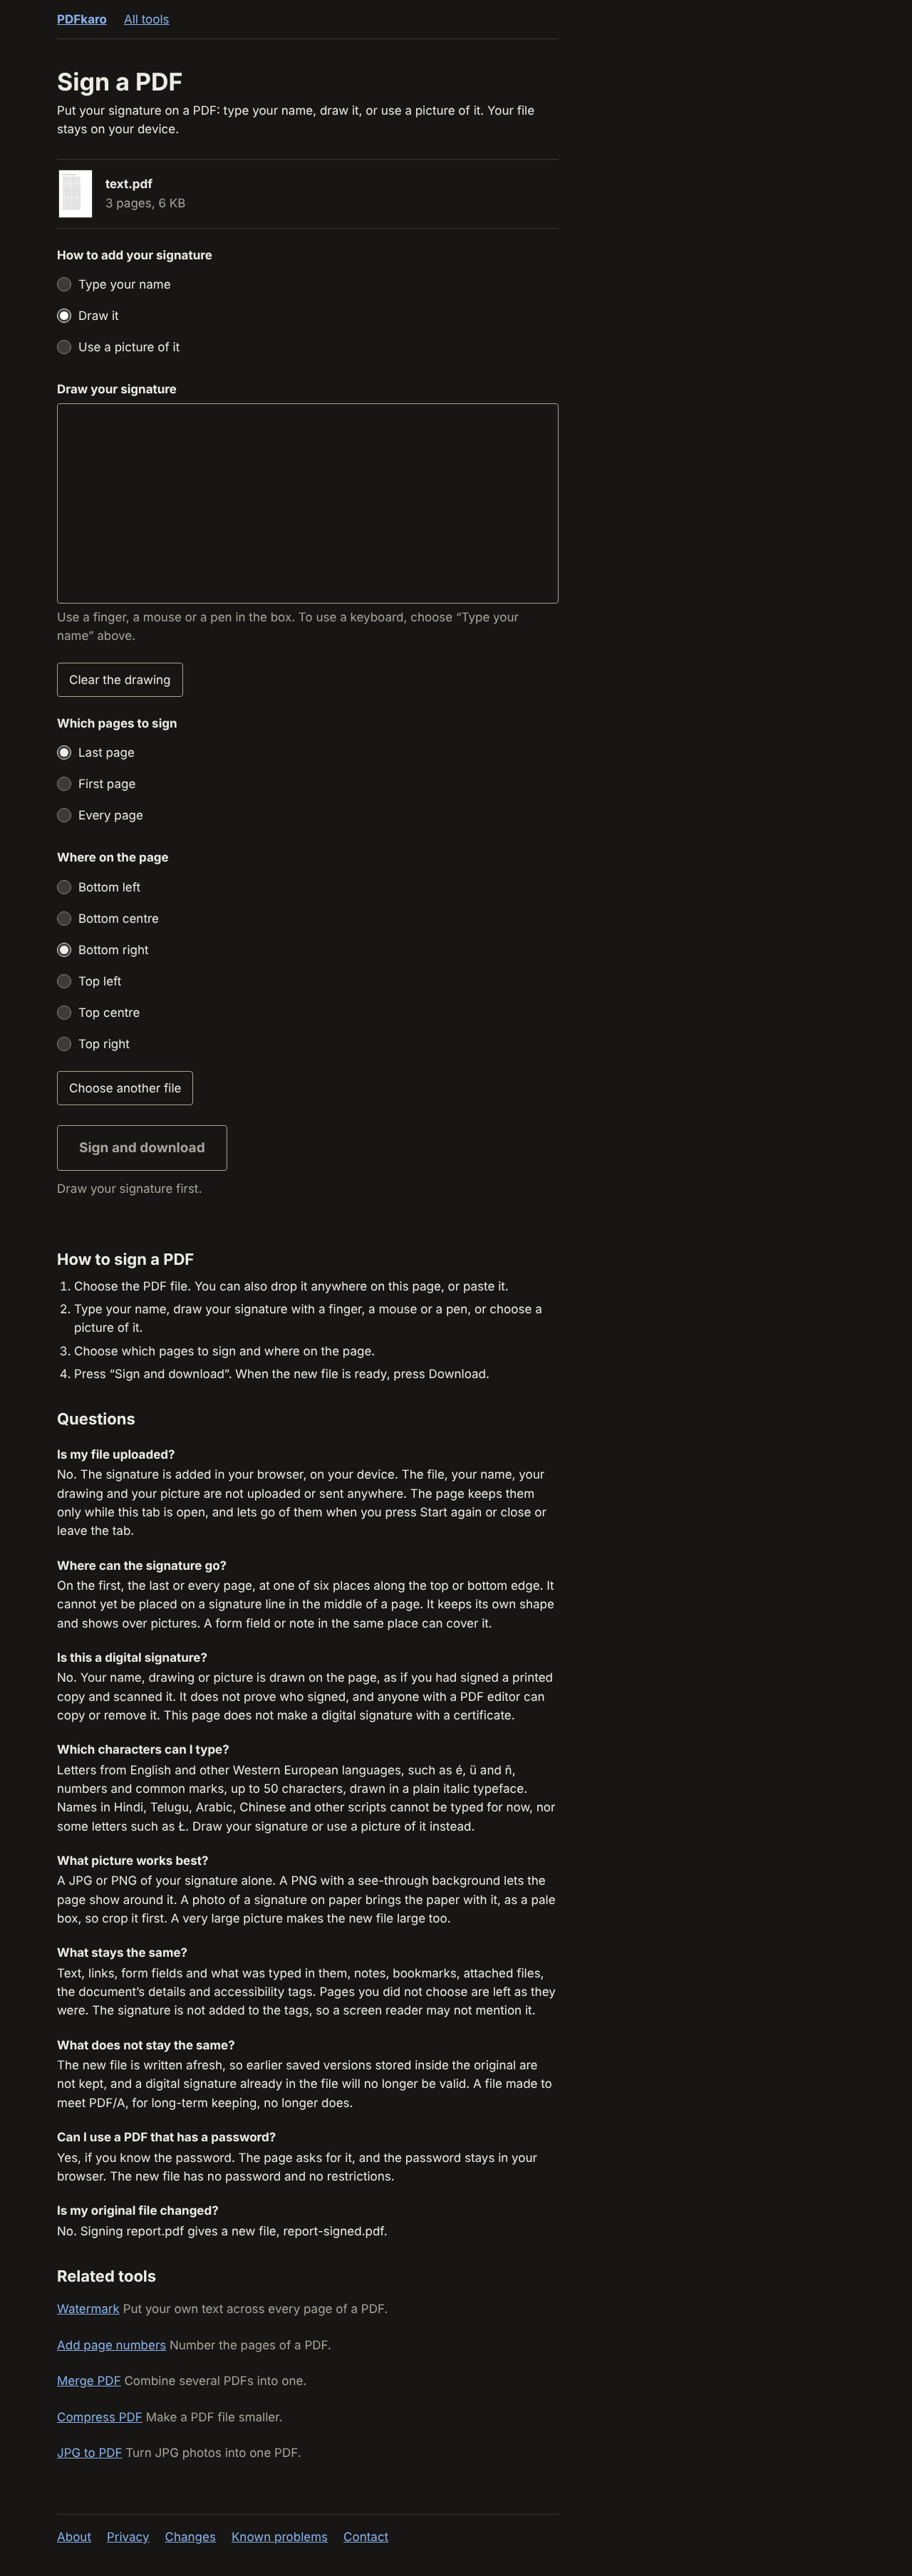 PDFkaro All tools
Sign a PDF
Put your signature on a PDF: type your name, draw it, or use a picture of it. Your file
stays on your device.
text.pdf
3 pages, 6 KB
How to add your signature
Type your name
Draw it
Use a picture of it
Draw your signature
Use a finger, a mouse or a pen in the box. To use a keyboard, choose “Type your
name” above.
Clear the drawing
Which pages to sign
Last page
First page
Every page
Where on the page
Bottom left
Bottom centre
Bottom right
Top left
Top centre
Top right
Choose another file
Sign and download
Draw your signature first.
How to sign a PDF
1. Choose the PDF file. You can also drop it anywhere on this page, or paste it.
2. Type your name, draw your signature with a finger, a mouse or a pen, or choose a
picture of it.
3. Choose which pages to sign and where on the page.
4. Press “Sign and download”. When the new file is ready, press Download.
Questions
Is my file uploaded?
No. The signature is added in your browser, on your device. The file, your name, your
drawing and your picture are not uploaded or sent anywhere. The page keeps them
only while this tab is open, and lets go of them when you press Start again or close or
leave the tab.
Where can the signature go?
On the first, the last or every page, at one of six places along the top or bottom edge. It
cannot yet be placed on a signature line in the middle of a page. It keeps its own shape
and shows over pictures. A form field or note in the same place can cover it.
Is this a digital signature?
No. Your name, drawing or picture is drawn on the page, as if you had signed a printed
copy and scanned it. It does not prove who signed, and anyone with a PDF editor can
copy or remove it. This page does not make a digital signature with a certificate.
Which characters can I type?
Letters from English and other Western European languages, such as é, ü and ñ,
numbers and common marks, up to 50 characters, drawn in a plain italic typeface.
Names in Hindi, Telugu, Arabic, Chinese and other scripts cannot be typed for now, nor
some letters such as Ł. Draw your signature or use a picture of it instead.
What picture works best?
A JPG or PNG of your signature alone. A PNG with a see-through background lets the
page show around it. A photo of a signature on paper brings the paper with it, as a pale
box, so crop it first. A very large picture makes the new file large too.
What stays the same?
Text, links, form fields and what was typed in them, notes, bookmarks, attached files,
the document’s details and accessibility tags. Pages you did not choose are left as they
were. The signature is not added to the tags, so a screen reader may not mention it.
What does not stay the same?
The new file is written afresh, so earlier saved versions stored inside the original are
not kept, and a digital signature already in the file will no longer be valid. A file made to
meet PDF/A, for long-term keeping, no longer does.
Can I use a PDF that has a password?
Yes, if you know the password. The page asks for it, and the password stays in your
browser. The new file has no password and no restrictions.
Is my original file changed?
No. Signing report.pdf gives a new file, report-signed.pdf.
Related tools
Watermark Put your own text across every page of a PDF.
Add page numbers Number the pages of a PDF.
Merge PDF Combine several PDFs into one.
Compress PDF Make a PDF file smaller.
JPG to PDF Turn JPG photos into one PDF.
About Privacy Changes Known problems Contact